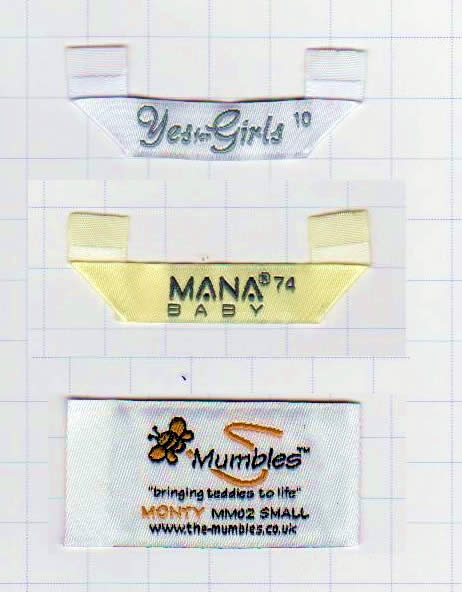 Yes for Girls 10
MANA® 74
BABY
Mumbles™
"bringing teddies to life"
MONTY MM02 SMALL
www.the-mumbles.co.uk